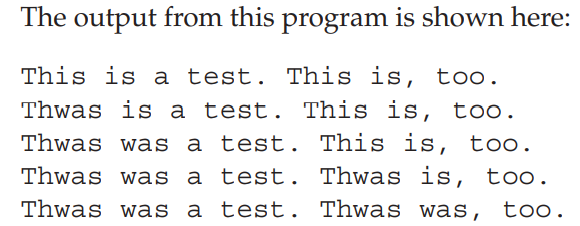 The output from this program is shown here:
This is a test. This is, too.
Thwas is a test. This is, too.
Thwas was a test. This is, too.
Thwas was a test. Thwas is, too.
Thwas was a test. Thwas was, too.